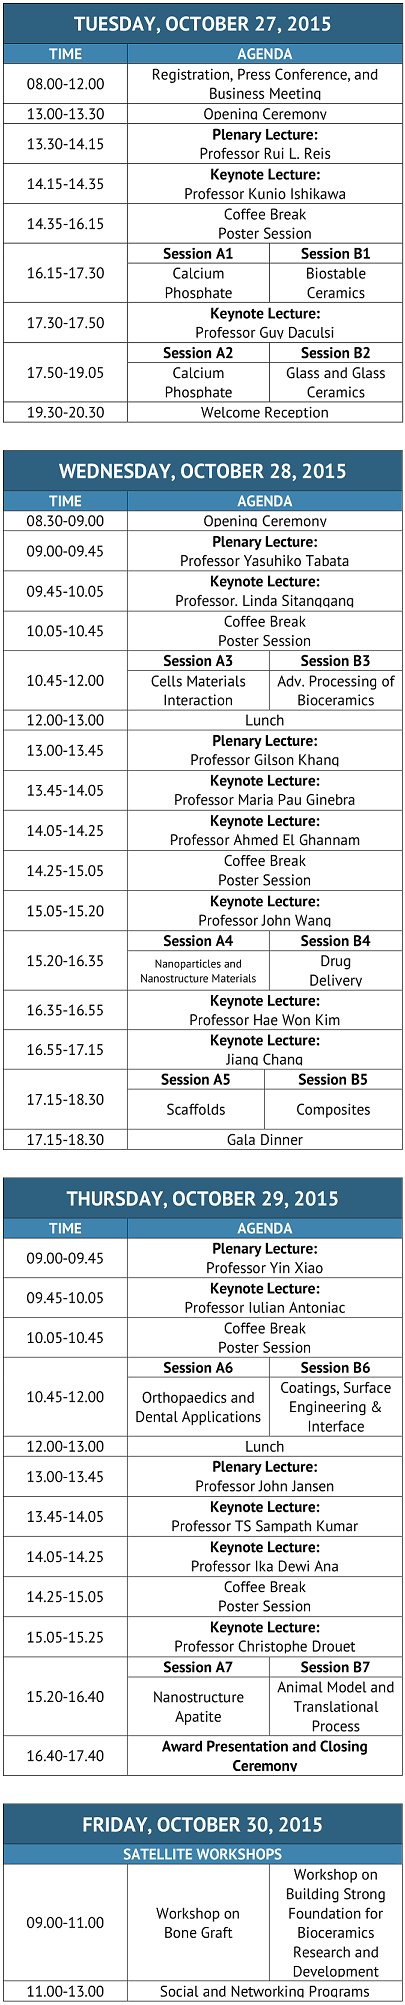 TUESDAY, OCTOBER 27, 2015
TIME AGENDA
08.00-12.00 Registration, Press Conference, and
Business Meeting
13.00-13.30 Opening Ceremony
13.30-14.15 Plenary Lecture:
Professor Rui L. Reis
14.15-14.35 Keynote Lecture:
Professor Kunio Ishikawa
14.35-16.15 Coffee Break
Poster Session
16.15-17.30 Session A1 Session B1
Calcium Biostable
Phosphate Ceramics
17.30-17.50 Keynote Lecture:
Professor Guy Daculsi
17.50-19.05 Session A2 Session B2
Calcium Glass and Glass
Phosphate Ceramics
19.30-20.30 Welcome Reception
WEDNESDAY, OCTOBER 28, 2015
TIME AGENDA
08.30-09.00 Opening Ceremony
09.00-09.45 Plenary Lecture:
Professor Yasuhiko Tabata
09.45-10.05 Keynote Lecture:
Professor. Linda Sitanggang
10.05-10.45 Coffee Break
Poster Session
10.45-12.00 Session A3 Session B3
Cells Materials Adv. Processing of
Interaction Bioceramics
12.00-13.00 Lunch
13.00-13.45 Plenary Lecture:
Professor Gilson Khang
13.45-14.05 Keynote Lecture:
Professor Maria Pau Ginebra
14.05-14.25 Keynote Lecture:
Professor Ahmed El Ghannam
14.25-15.05 Coffee Break
Poster Session
15.05-15.20 Keynote Lecture:
Professor John Wang
15.20-16.35 Session A4 Session B4
Nanoparticles and Drug
Nanostructure Materials Delivery
16.35-16.55 Keynote Lecture:
Professor Hae Won Kim
16.55-17.15 Keynote Lecture:
Jiang Chang
17.15-18.30 Session A5 Session B5
Scaffolds Composites
17.15-18.30 Gala Dinner
THURSDAY, OCTOBER 29, 2015
TIME AGENDA
09.00-09.45 Plenary Lecture:
Professor Yin Xiao
09.45-10.05 Keynote Lecture:
Professor Iulian Antoniac
10.05-10.45 Coffee Break
Poster Session
10.45-12.00 Session A6 Session B6
Orthopaedics and Coatings, Surface
Dental Applications Engineering &
Interface
12.00-13.00 Lunch
13.00-13.45 Plenary Lecture:
Professor John Jansen
13.45-14.05 Keynote Lecture:
Professor TS Sampath Kumar
14.05-14.25 Keynote Lecture:
Professor Ika Dewi Ana
14.25-15.05 Coffee Break
Poster Session
15.05-15.25 Keynote Lecture:
Professor Christophe Drouet
15.20-16.40 Session A7 Session B7
Nanostructure Animal Model and
Apatite Translational
Process
16.40-17.40 Award Presentation and Closing
Ceremony
FRIDAY, OCTOBER 30, 2015
SATELLITE WORKSHOPS
09.00-11.00 Workshop on
Bone Graft
Workshop on
Building Strong
Foundation for
Bioceramics
Research and
Development
11.00-13.00 Social and Networking Programs